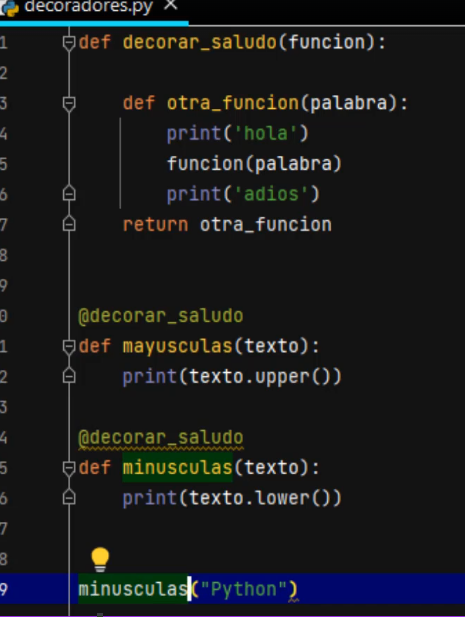 decoradores.py ×
1 def decorar_saludo(funcion):
2
3 def otra_funcion(palabra):
4 print('hola')
5 funcion(palabra)
6 print('adios')
7 return otra_funcion
8
9
0 @decorar_saludo
1 def mayusculas(texto):
2 print(texto.upper())
3
4 @decorar_saludo
5 def minusculas(texto):
6 print(texto.lower())
7
8
9 minusculas("Python")